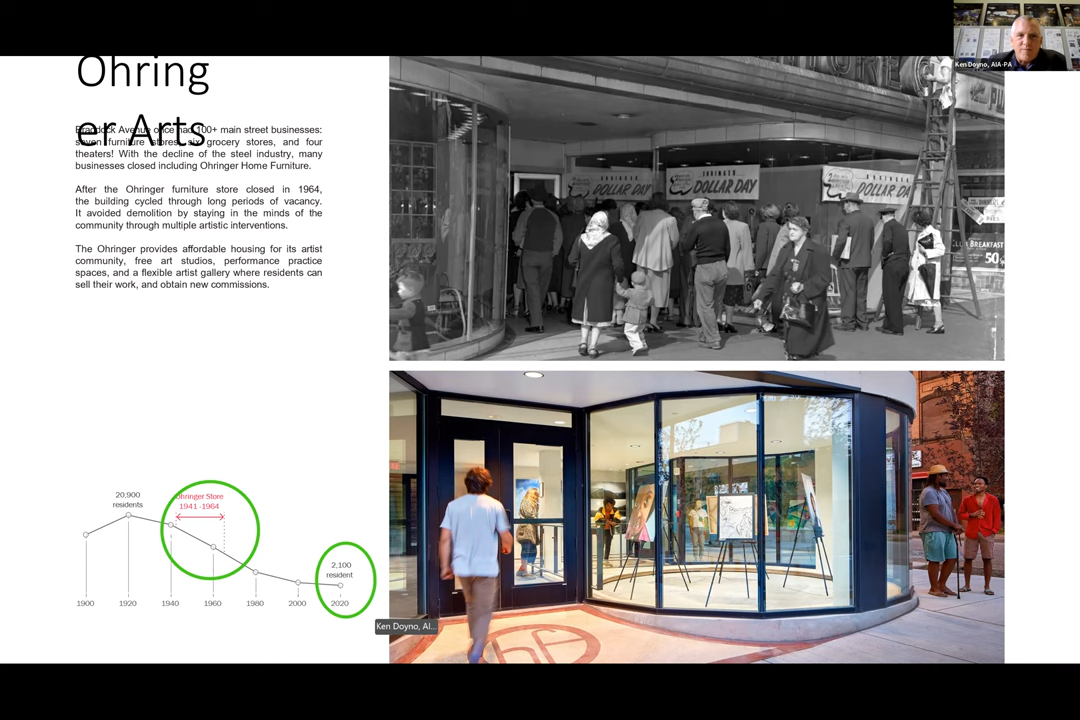 Ken Doyno, AIA-PA
Ohring
er Arts
Braddock Avenue once had 100+ main street businesses:
seven furniture stores, six grocery stores, and four
theaters! With the decline of the steel industry, many
businesses closed including Ohringer Home Furniture.
After the Ohringer furniture store closed in 1964,
the building cycled through long periods of vacancy.
It avoided demolition by staying in the minds of the
community through multiple artistic interventions.
The Ohringer provides affordable housing for its artist
community, free art studios, performance practice
spaces, and a flexible artist gallery where residents can
sell their work, and obtain new commissions.
OHRINGER
DOLLAR DAY
OHRINGER
DOLLAR DAY
DOLLAR DA
BREAKFAST
50¢
20,900
residents
Ohringer Store
1941 -1964
2,100
resident
1900
1920
1940
1960
1980
2000
2020
Ken Doyno, AI...